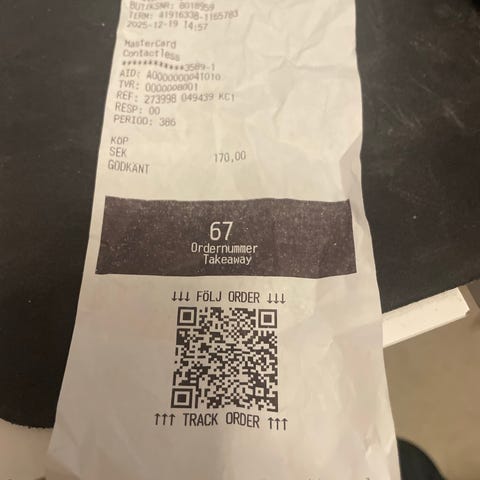 BUTIKSNR: 8018959
TERM: 41916338-1165783
2025-12-19 14:57
MasterCard
Contactless
************3589-1
AID: A0000000041010
TVR: 0000008001
REF: 273998 049439 KC1
RESP: 00
PERIOD: 386
KÖP
SEK 170,00
GODKÄNT
67
Ordernummer
Takeaway
↓↓↓ FÖLJ ORDER ↓↓↓
↑↑↑ TRACK ORDER ↑↑↑